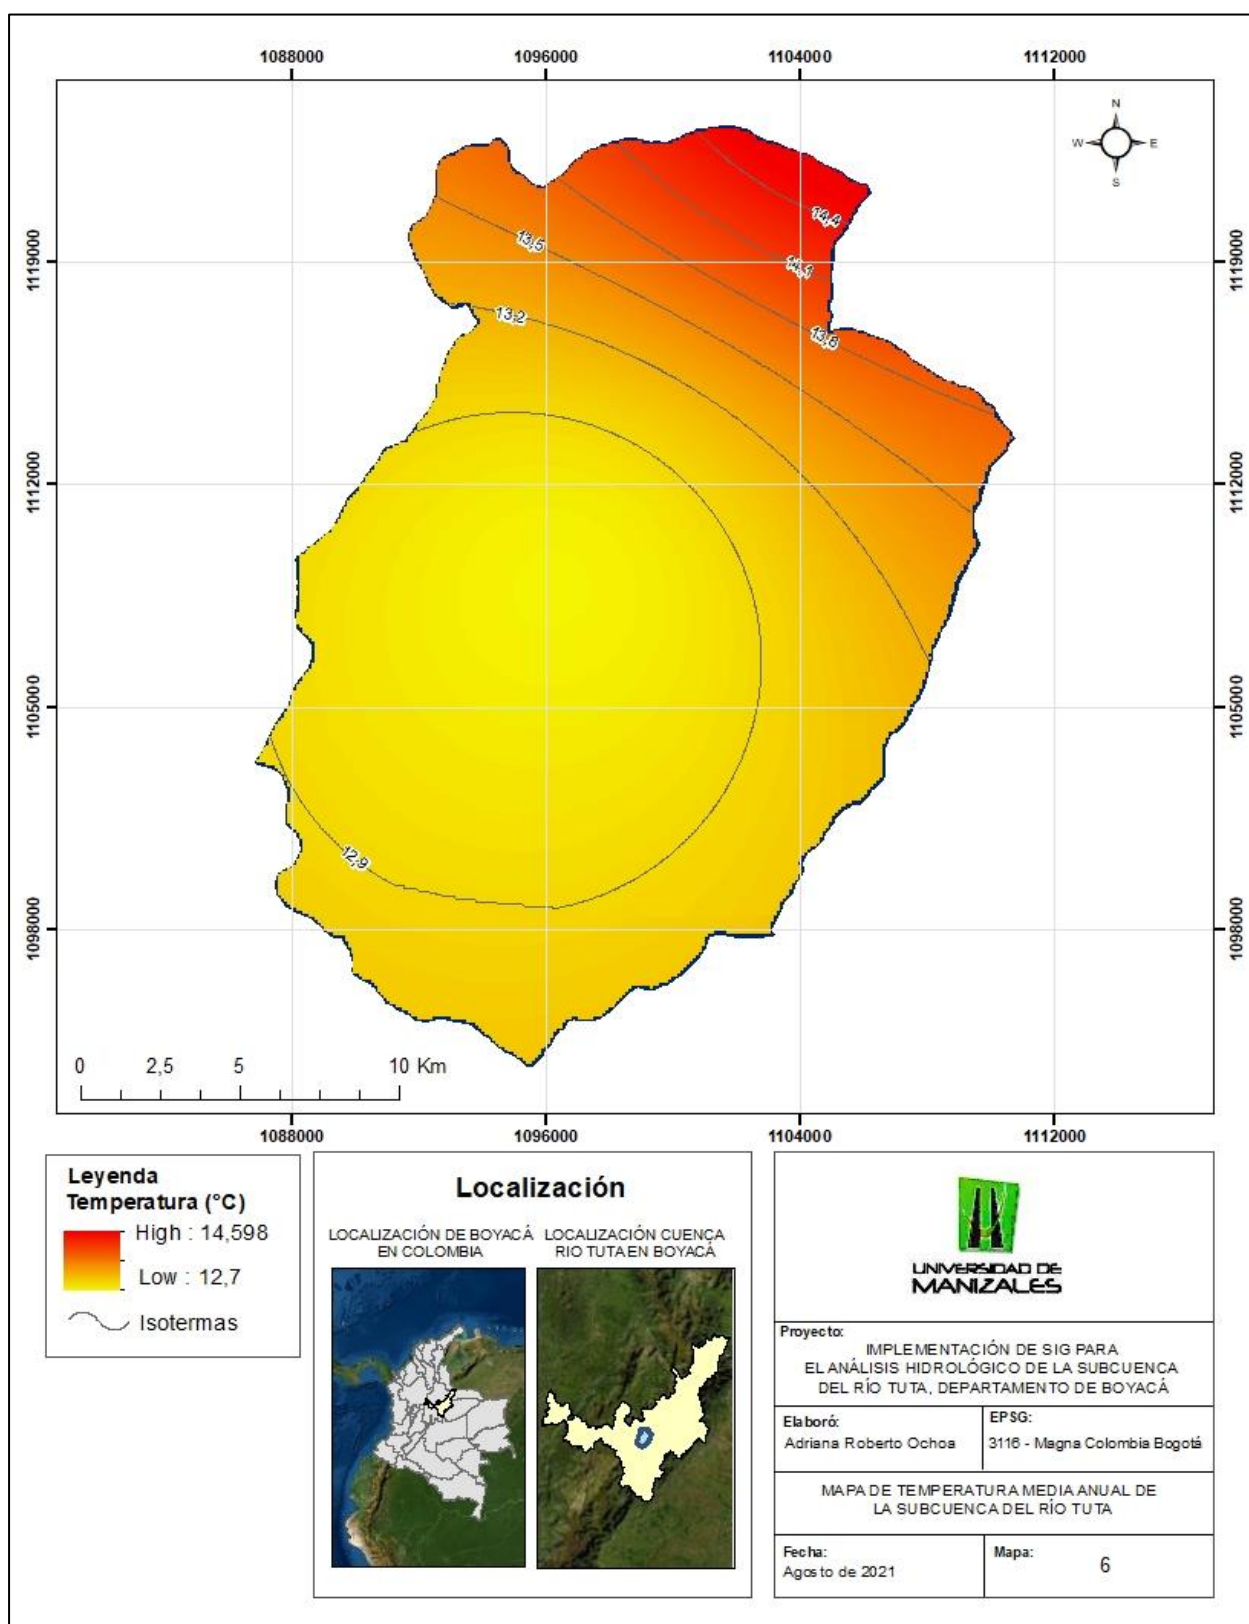 1088000 1096000 1104000 1112000
N
W E
S
14,4
13,5
14,1
1119000 1119000
13,2
13,8
1112000 1112000
1105000 1105000
12,9
1098000 1098000
0 2,5 5 10 Km
1088000 1096000 1104000 1112000
Leyenda
Temperatura (°C)
High : 14,598
Low : 12,7
Isotermas
Localización
LOCALIZACIÓN DE BOYACÁ
EN COLOMBIA
LOCALIZACIÓN CUENCA
RIO TUTA EN BOYACÁ
UNIVERSIDAD DE
MANIZALES
Proyecto:
IMPLEMENTACIÓN DE SIG PARA
EL ANÁLISIS HIDROLÓGICO DE LA SUBCUENCA
DEL RÍO TUTA, DEPARTAMENTO DE BOYACÁ
Elaboró:
Adriana Roberto Ochoa
EPSG:
3116 - Magna Colombia Bogotá
MAPA DE TEMPERATURA MEDIA ANUAL DE
LA SUBCUENCA DEL RÍO TUTA
Fecha:
Agosto de 2021
Mapa:
6